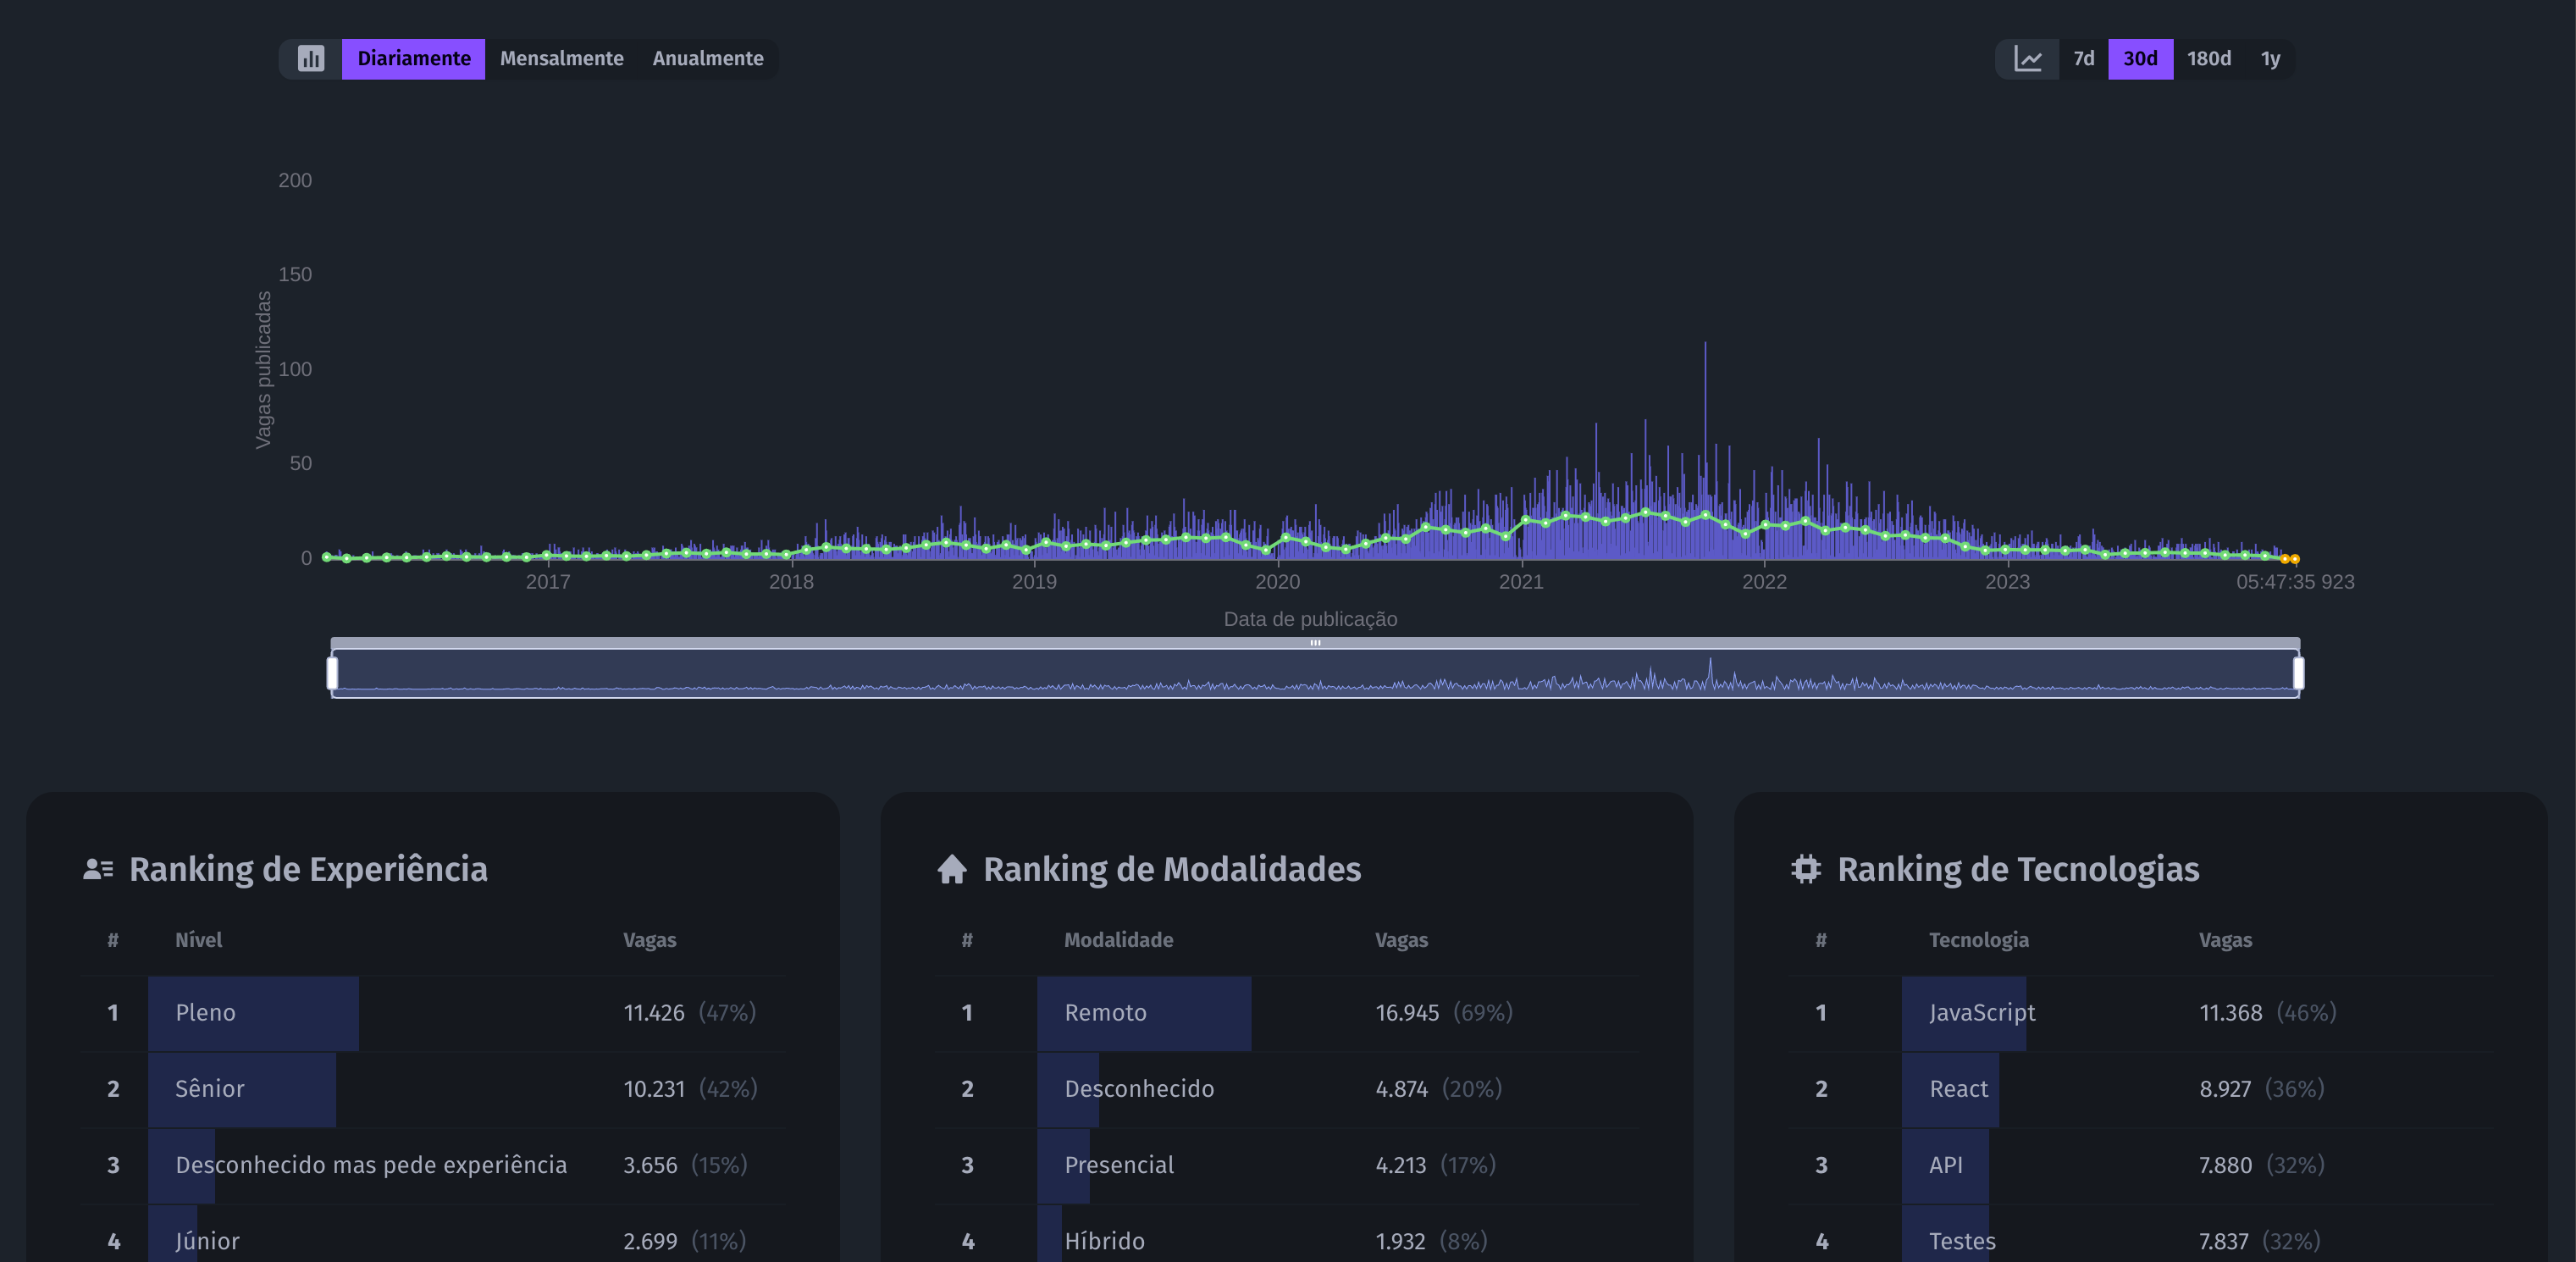 Diariamente Mensalmente Anualmente
7d 30d 180d 1y
200
150
100
50
0
Vagas publicadas
2017 2018 2019 2020 2021 2022 2023 05:47:35 923
Data de publicação
Ranking de Experiência
# Nível Vagas
1 Pleno 11.426 (47%)
2 Sênior 10.231 (42%)
3 Desconhecido mas pede experiência 3.656 (15%)
4 Júnior 2.699 (11%)
Ranking de Modalidades
# Modalidade Vagas
1 Remoto 16.945 (69%)
2 Desconhecido 4.874 (20%)
3 Presencial 4.213 (17%)
4 Híbrido 1.932 (8%)
Ranking de Tecnologias
# Tecnologia Vagas
1 JavaScript 11.368 (46%)
2 React 8.927 (36%)
3 API 7.880 (32%)
4 Testes 7.837 (32%)